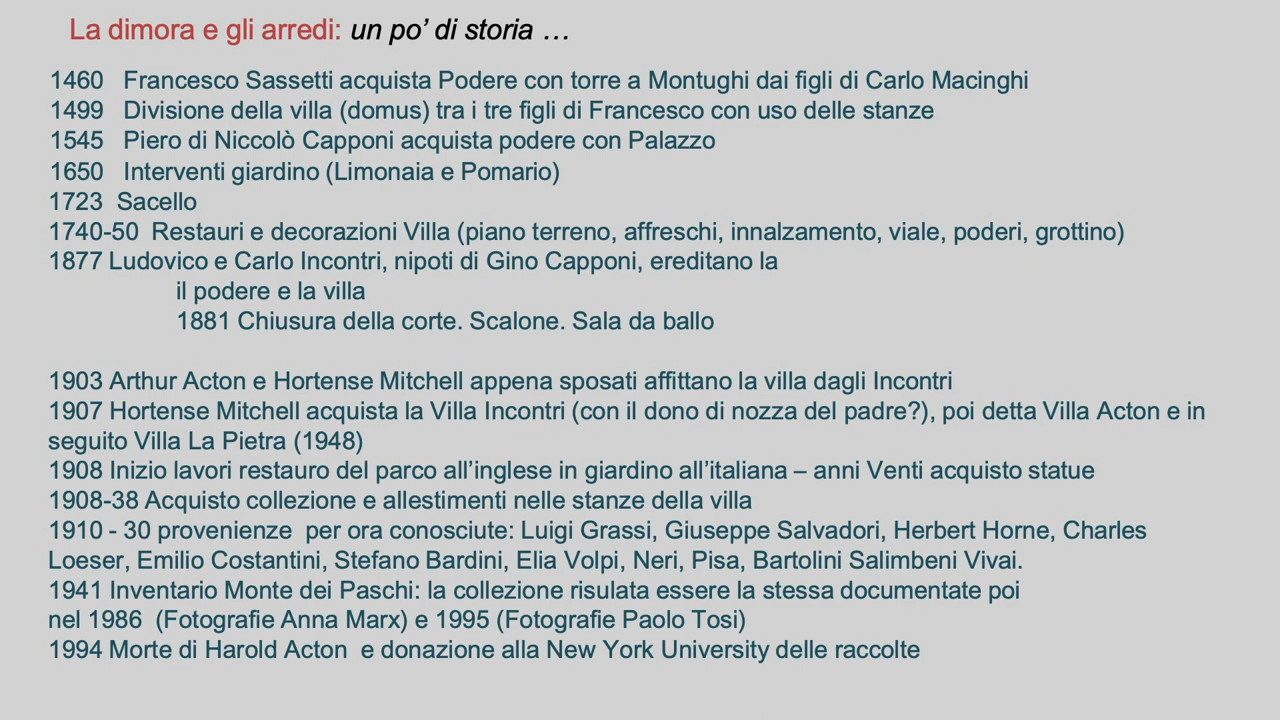 La dimora e gli arredi: un po’ di storia …
1460 Francesco Sassetti acquista Podere con torre a Montughi dai figli di Carlo Macinghi
1499 Divisione della villa (domus) tra i tre figli di Francesco con uso delle stanze
1545 Piero di Niccolò Capponi acquista podere con Palazzo
1650 Interventi giardino (Limonaia e Pomario)
1723 Sacello
1740-50 Restauri e decorazioni Villa (piano terreno, affreschi, innalzamento, viale, poderi, grottino)
1877 Ludovico e Carlo Incontri, nipoti di Gino Capponi, ereditano la
il podere e la villa
1881 Chiusura della corte. Scalone. Sala da ballo
1903 Arthur Acton e Hortense Mitchell appena sposati affittano la villa dagli Incontri
1907 Hortense Mitchell acquista la Villa Incontri (con il dono di nozza del padre?), poi detta Villa Acton e in
seguito Villa La Pietra (1948)
1908 Inizio lavori restauro del parco all’inglese in giardino all’italiana – anni Venti acquisto statue
1908-38 Acquisto collezione e allestimenti nelle stanze della villa
1910 - 30 provenienze per ora conosciute: Luigi Grassi, Giuseppe Salvadori, Herbert Horne, Charles
Loeser, Emilio Costantini, Stefano Bardini, Elia Volpi, Neri, Pisa, Bartolini Salimbeni Vivai.
1941 Inventario Monte dei Paschi: la collezione risulata essere la stessa documentate poi
nel 1986 (Fotografie Anna Marx) e 1995 (Fotografie Paolo Tosi)
1994 Morte di Harold Acton e donazione alla New York University delle raccolte